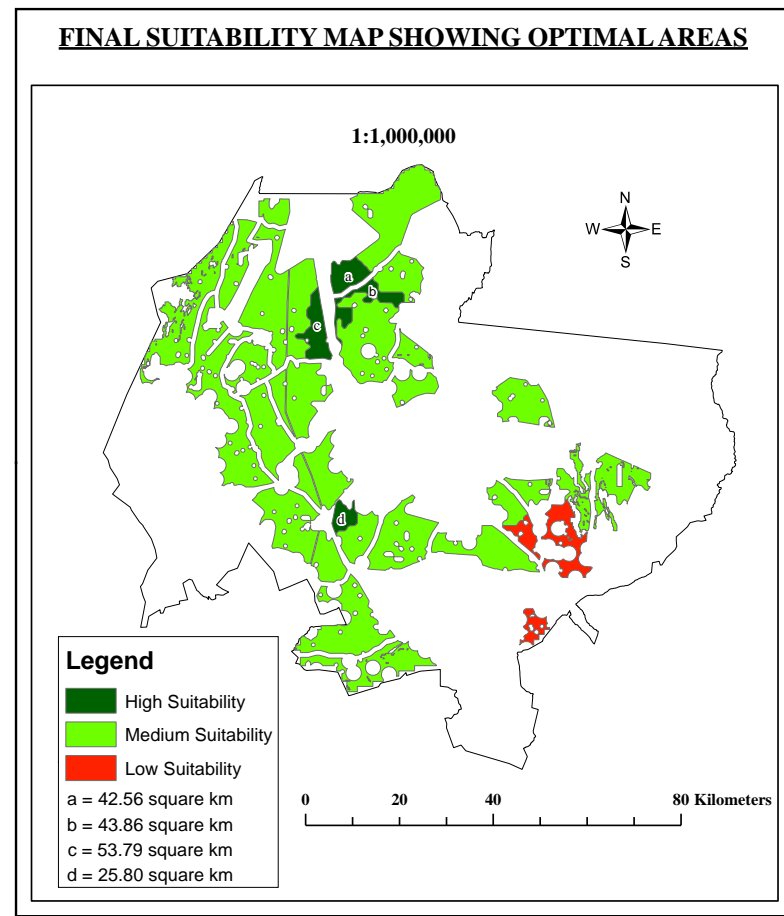 FINAL SUITABILITY MAP SHOWING OPTIMAL AREAS
1:1,000,000
N
W E
S
a
b
c
d
Legend
High Suitability
Medium Suitability
Low Suitability
a = 42.56 square km
b = 43.86 square km
c = 53.79 square km
d = 25.80 square km
0 20 40 80 Kilometers